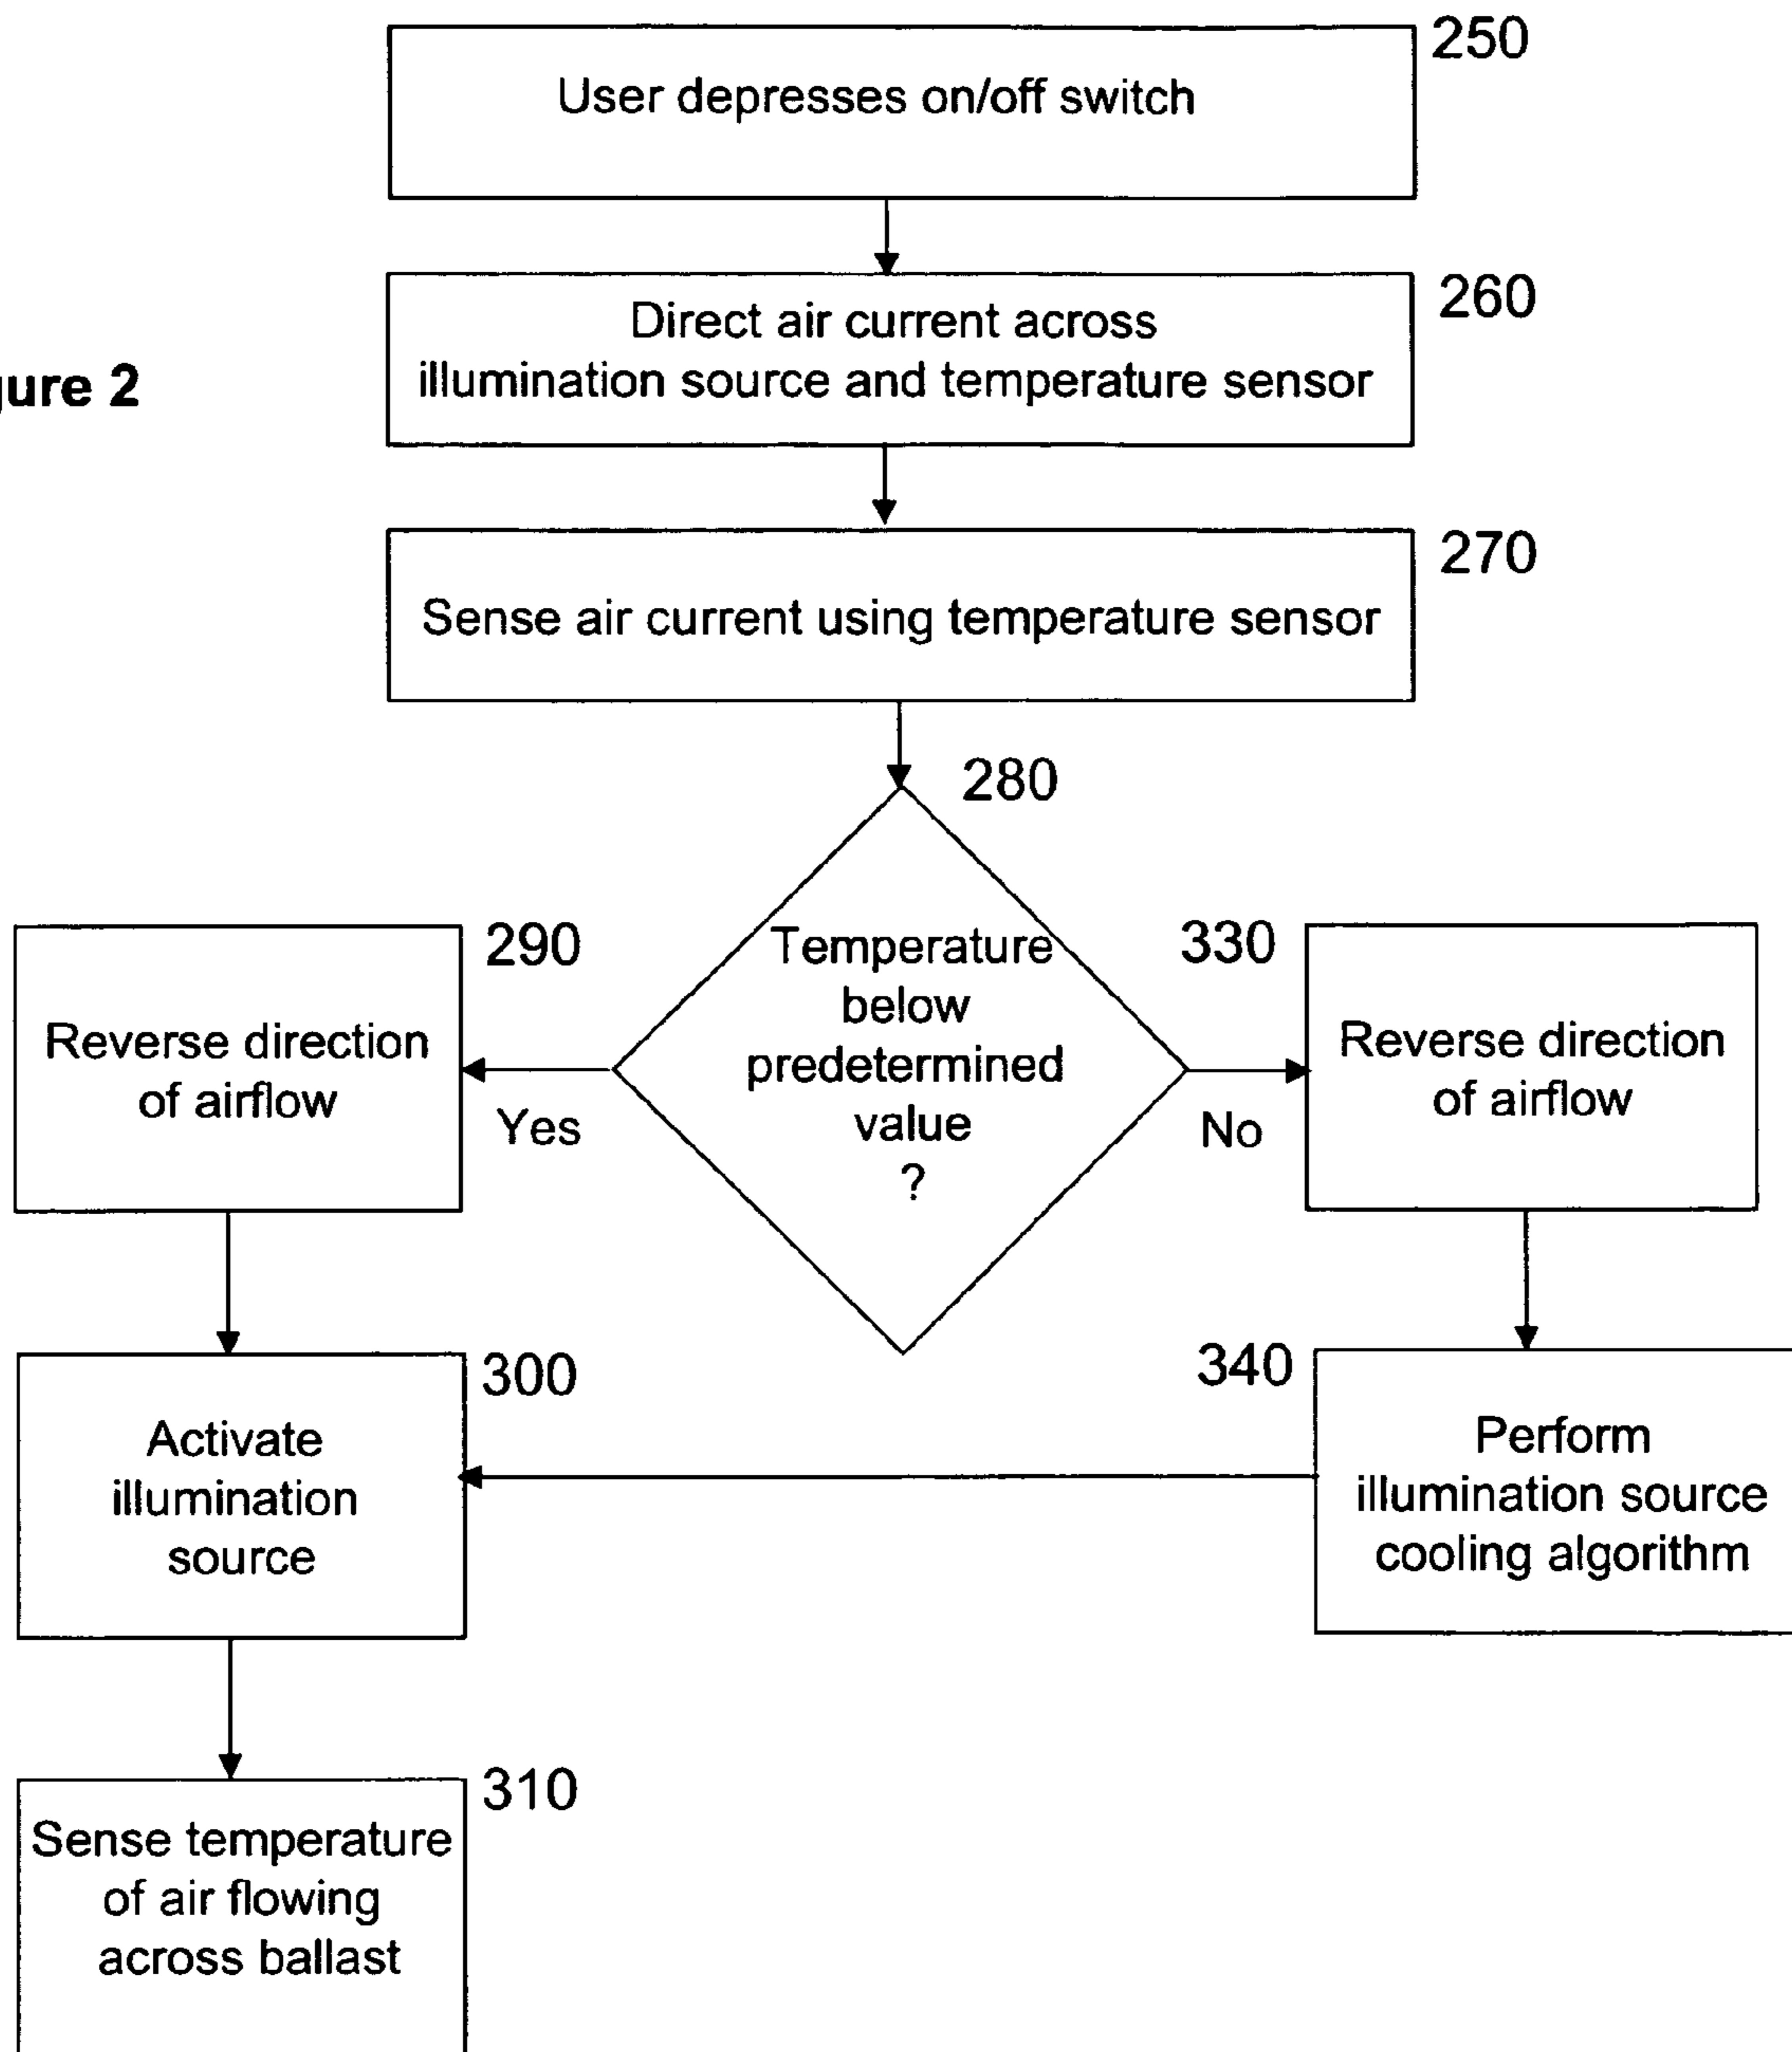 250
User depresses on/off switch
260
Direct air current across
illumination source and temperature sensor
gure 2
270
Sense air current using temperature sensor
280
290
Temperature
below
predetermined
value
?
330
Reverse direction
of airflow
Yes
No
Reverse direction
of airflow
300
Activate
illumination
source
340
Perform
illumination source
cooling algorithm
310
Sense temperature
of air flowing
across ballast